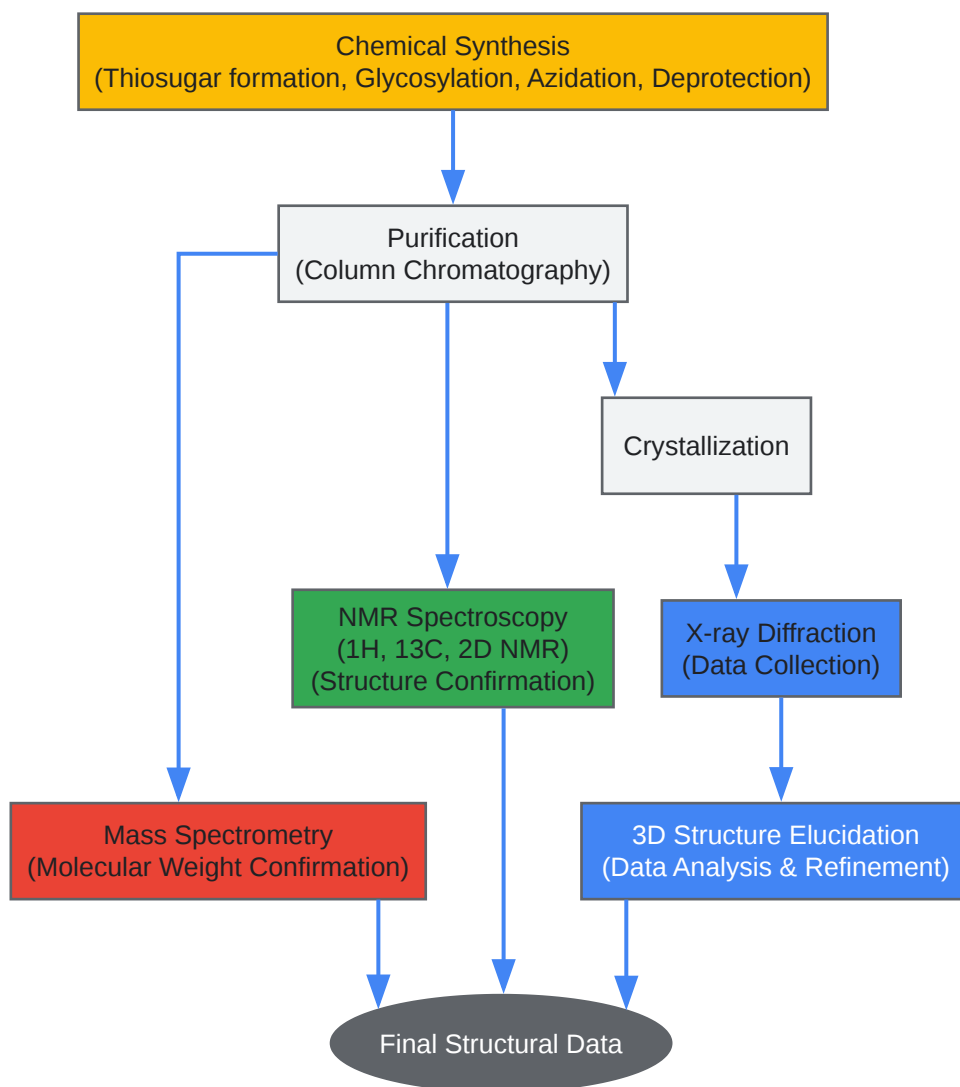 Chemical Synthesis
(Thiosugar formation, Glycosylation, Azidation, Deprotection)
Purification
(Column Chromatography)
Crystallization
NMR Spectroscopy
(1H, 13C, 2D NMR)
(Structure Confirmation)
X-ray Diffraction
(Data Collection)
Mass Spectrometry
(Molecular Weight Confirmation)
3D Structure Elucidation
(Data Analysis & Refinement)
Final Structural Data